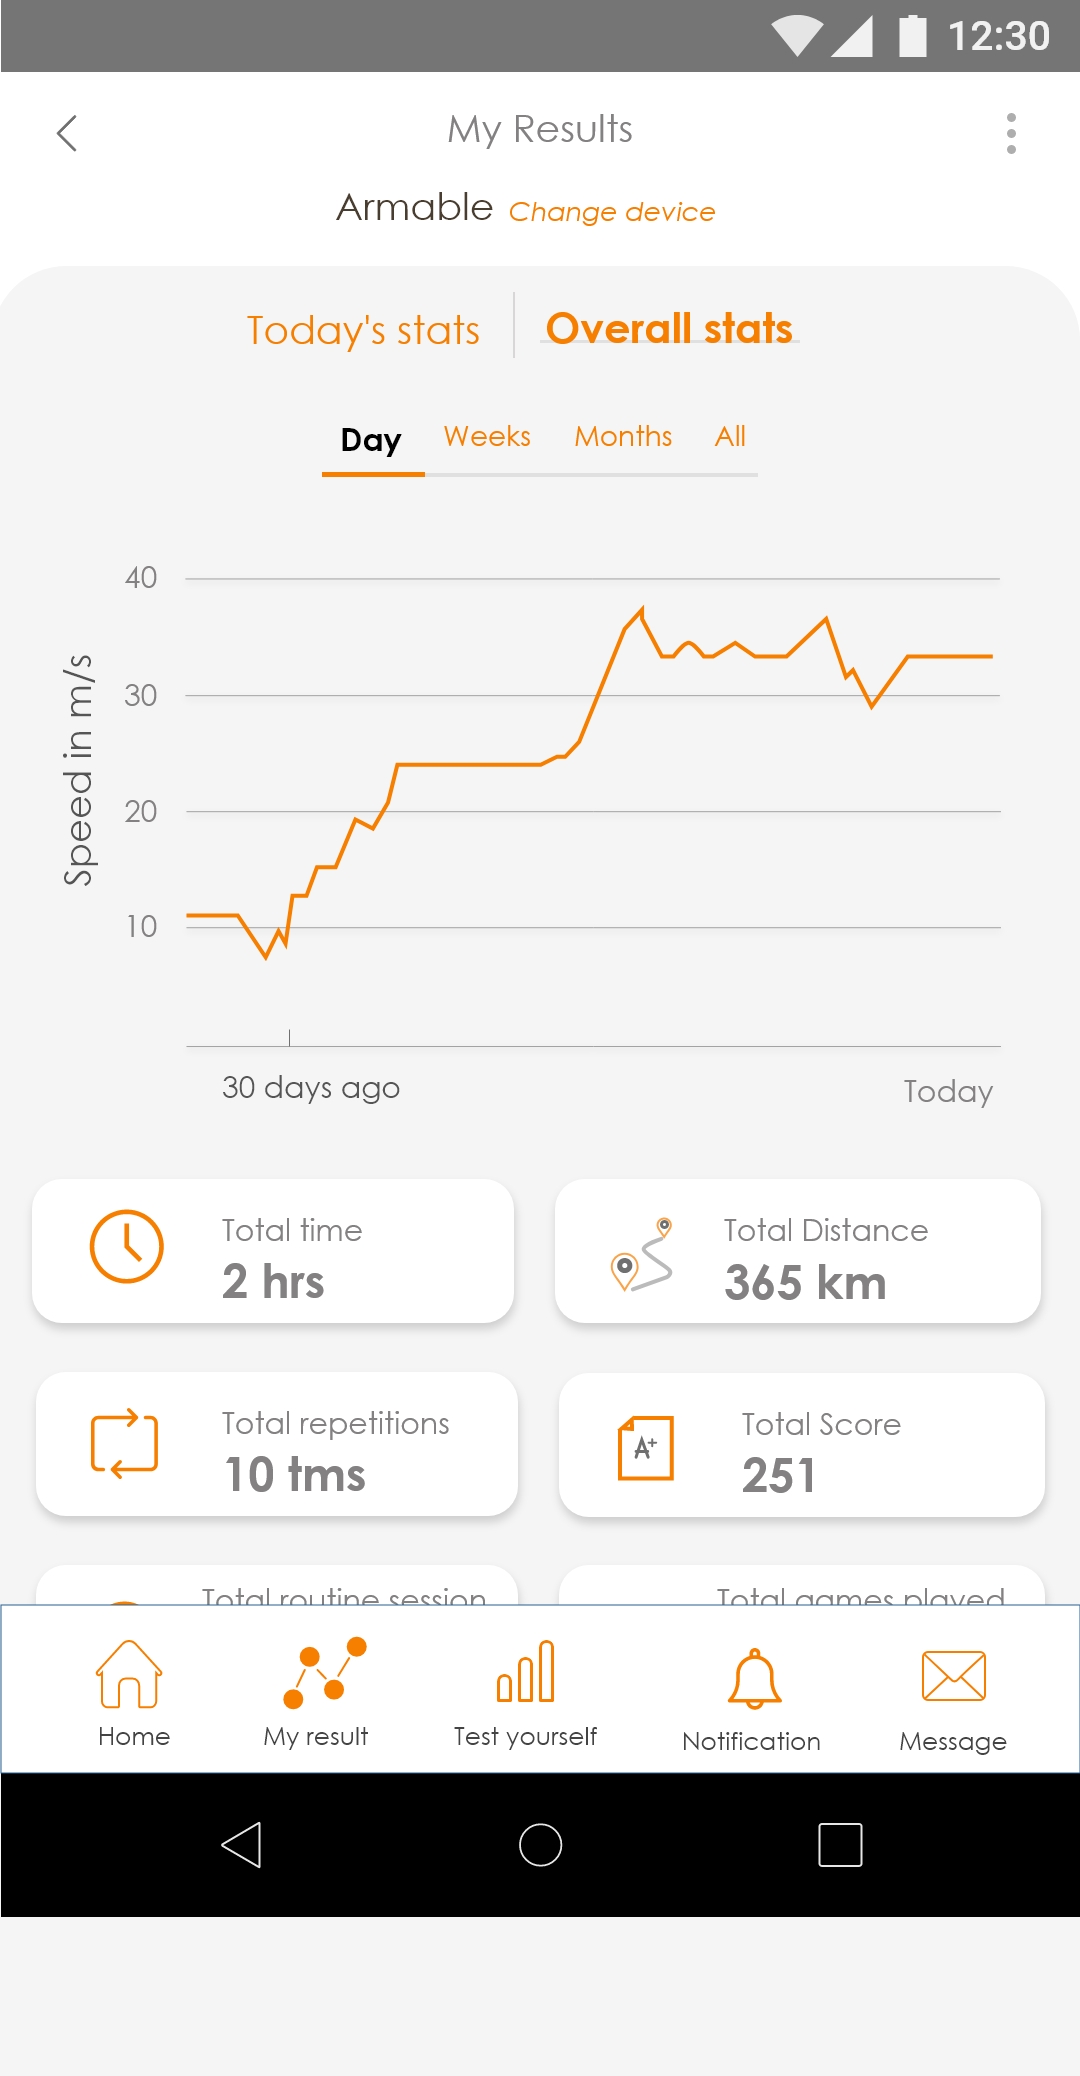 12:30
My Results
Armable Change device
Today's stats
Overall stats
Day Weeks Months All
Speed in m/s
40
30
20
10
30 days ago
Today
Total time
2 hrs
Total Distance
365 km
Total repetitions
10 tms
Total Score
251
A+
Total routine session
Total games played
Home
My result
Test yourself
Notification
Message